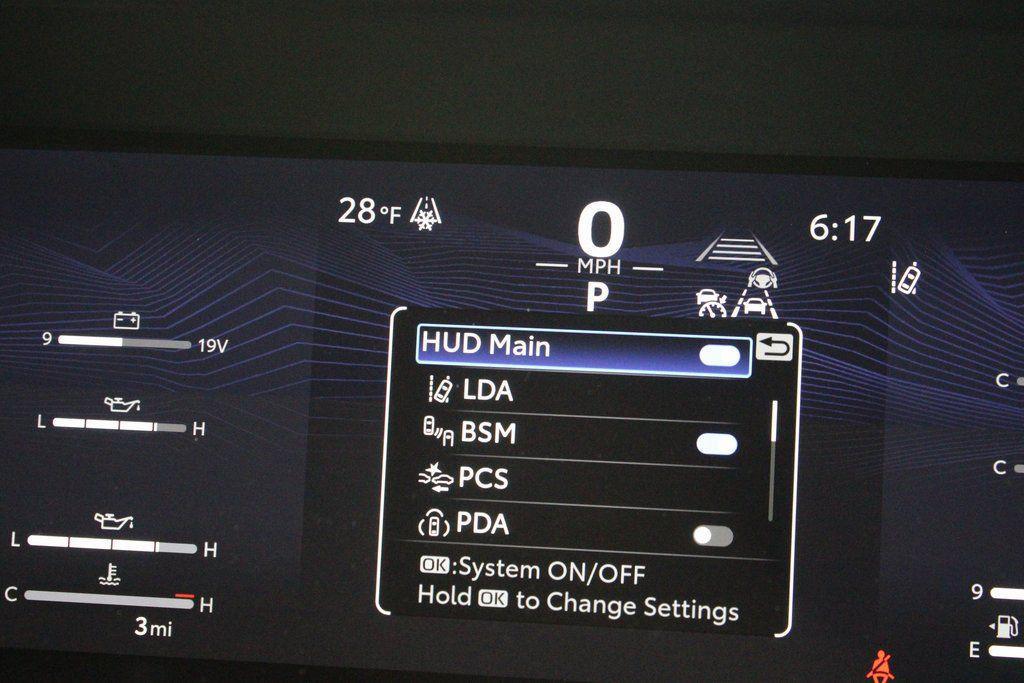 28°F
0
MPH
P
6:17
9 19V
L H
L H
C H
3mi
HUD Main
LDA
BSM
PCS
PDA
OK:System ON/OFF
Hold OK to Change Settings
C
C
9
E